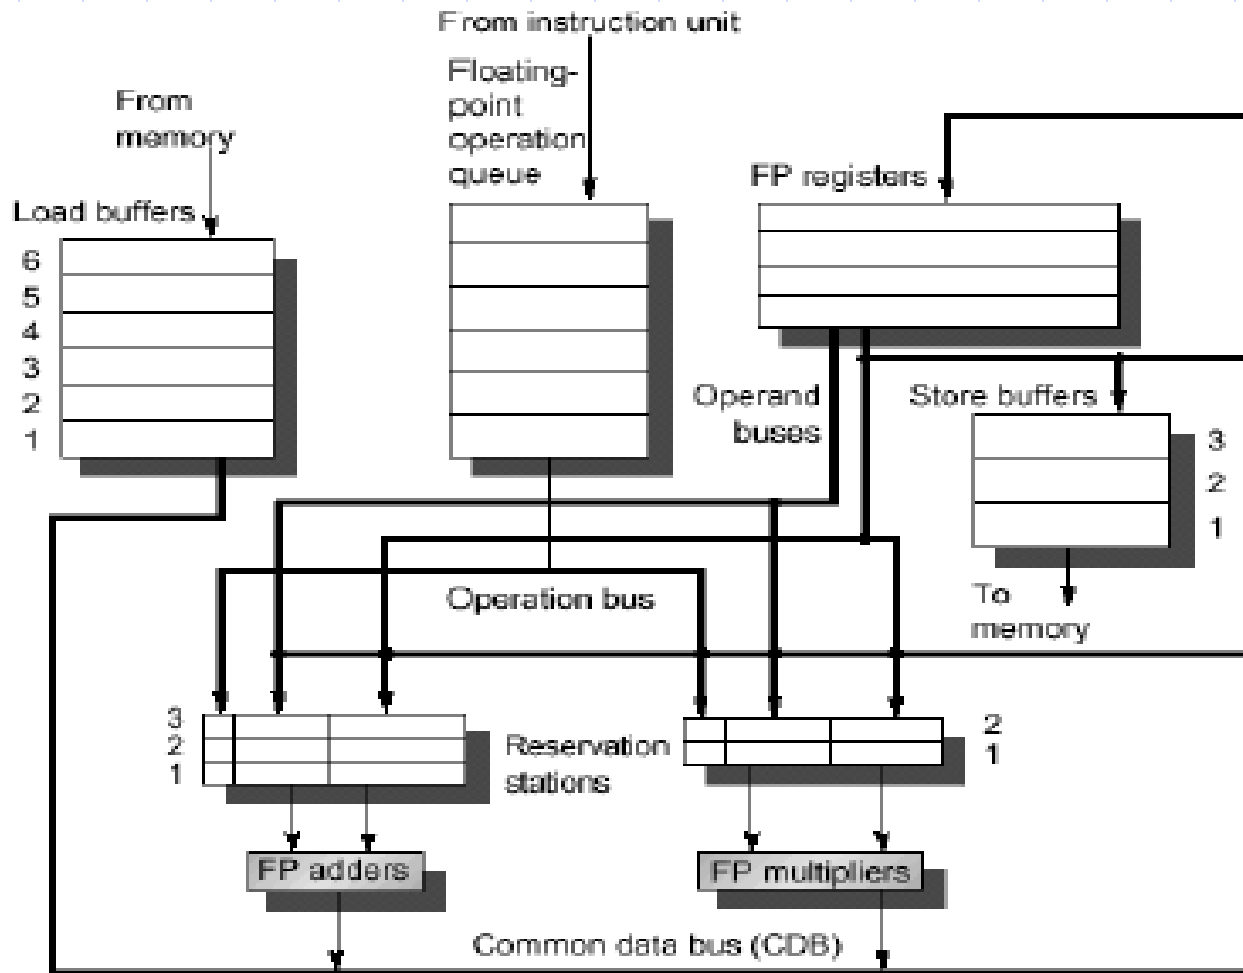 From instruction unit
Floating-
point
operation
queue
From
memory
FP registers
Load buffers
6
5
4
3
2
1
Operand
buses
Store buffers
3
2
1
Operation bus
To
memory
3
2
1
Reservation
stations
2
1
FP adders
FP multipliers
Common data bus (CDB)